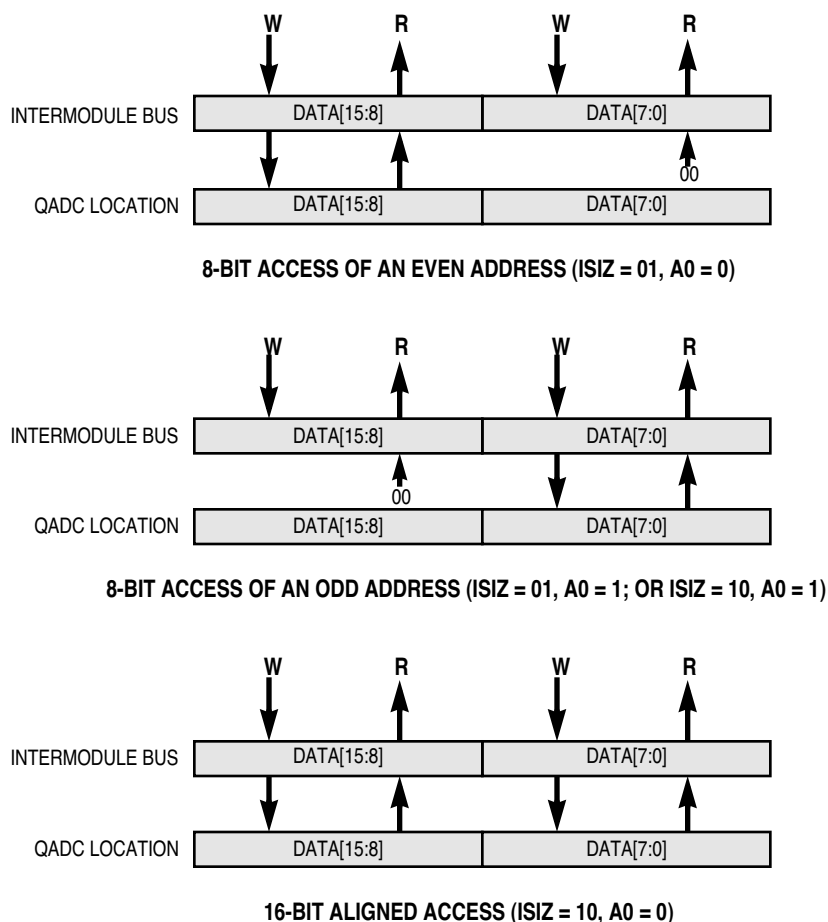 W R W R
INTERMODULE BUS DATA[15:8] DATA[7:0]
00
QADC LOCATION DATA[15:8] DATA[7:0]
8-BIT ACCESS OF AN EVEN ADDRESS (ISIZ = 01, A0 = 0)
W R W R
INTERMODULE BUS DATA[15:8] DATA[7:0]
00
QADC LOCATION DATA[15:8] DATA[7:0]
8-BIT ACCESS OF AN ODD ADDRESS (ISIZ = 01, A0 = 1; OR ISIZ = 10, A0 = 1)
W R W R
INTERMODULE BUS DATA[15:8] DATA[7:0]
QADC LOCATION DATA[15:8] DATA[7:0]
16-BIT ALIGNED ACCESS (ISIZ = 10, A0 = 0)